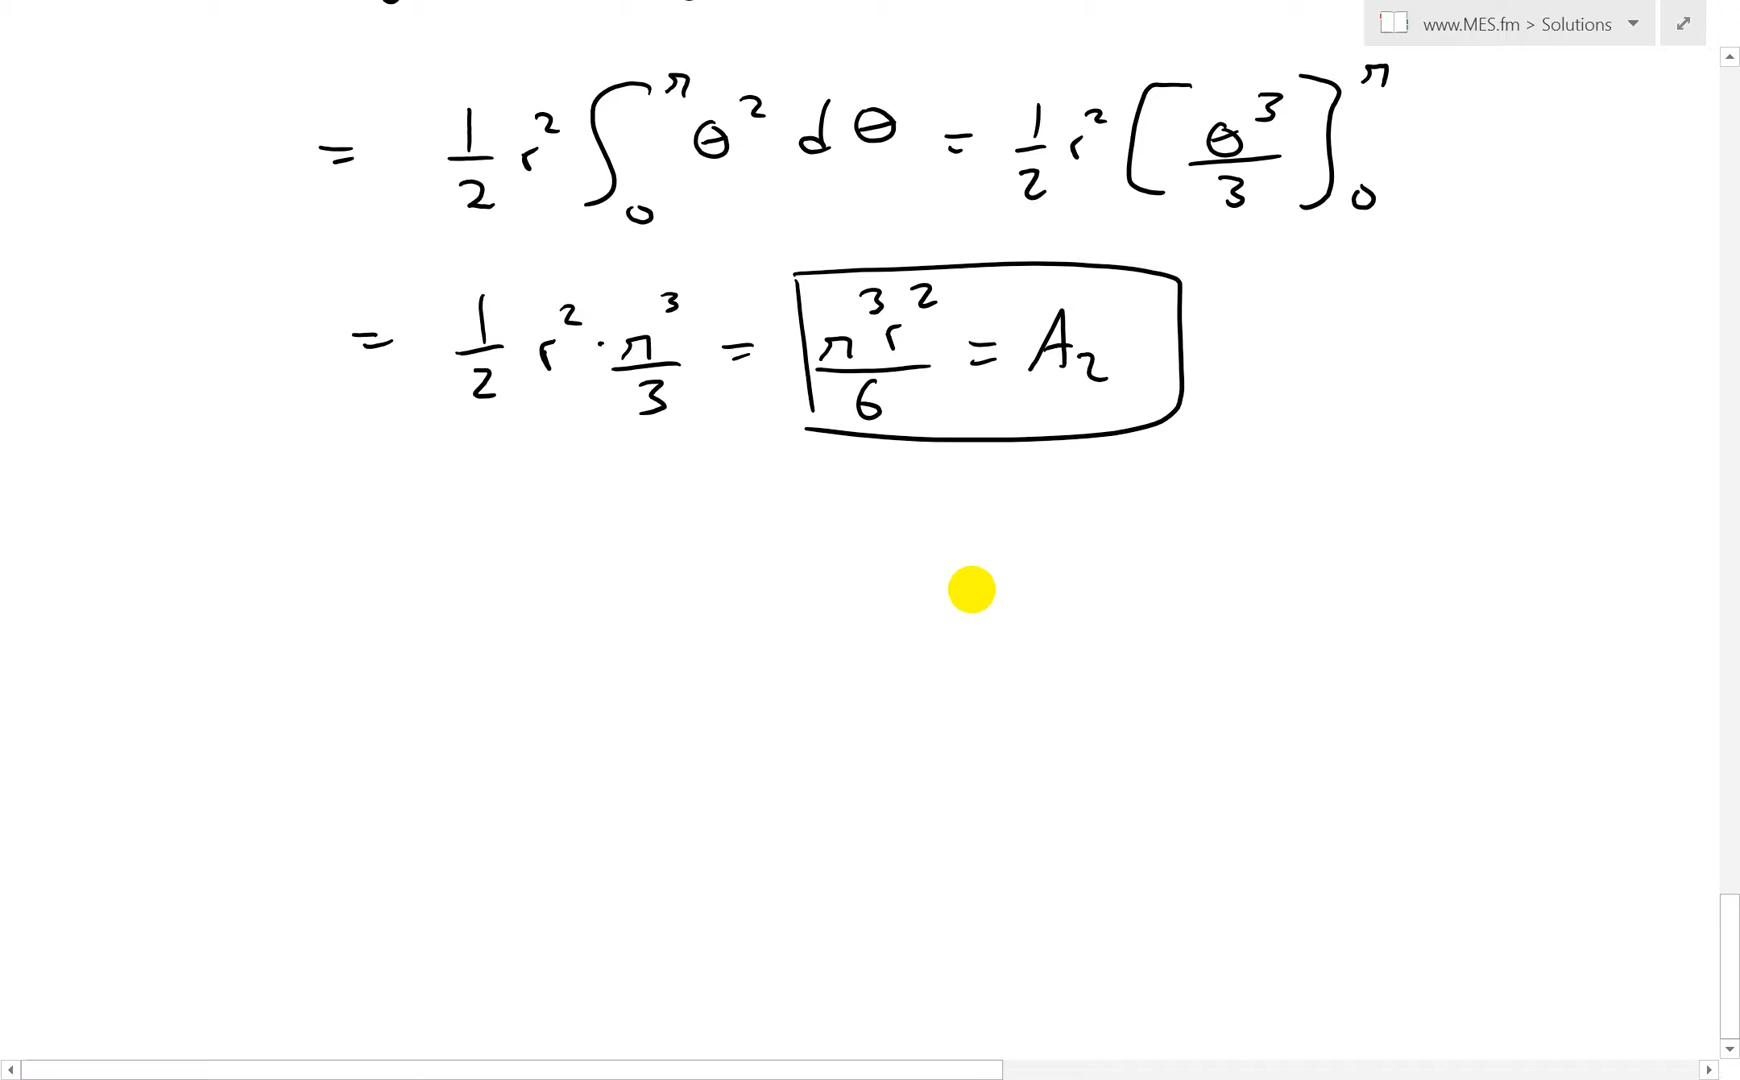 www.MES.fm > Solutions
= 1/2 r² ∫₀^π θ² dθ = 1/2 r² [θ³/3]₀^π
= 1/2 r² · π³/3 = π³r²/6 = A₂